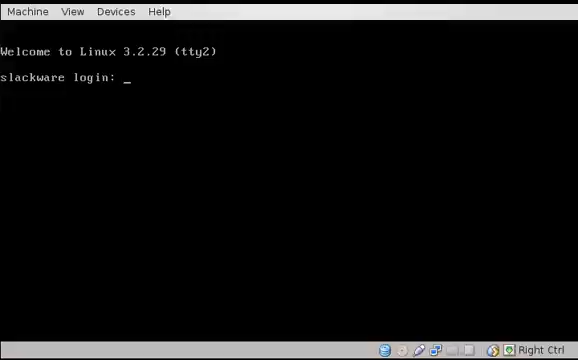 Machine View Devices Help
Welcome to Linux 3.2.29 (tty2)
slackware login: _
Right Ctrl